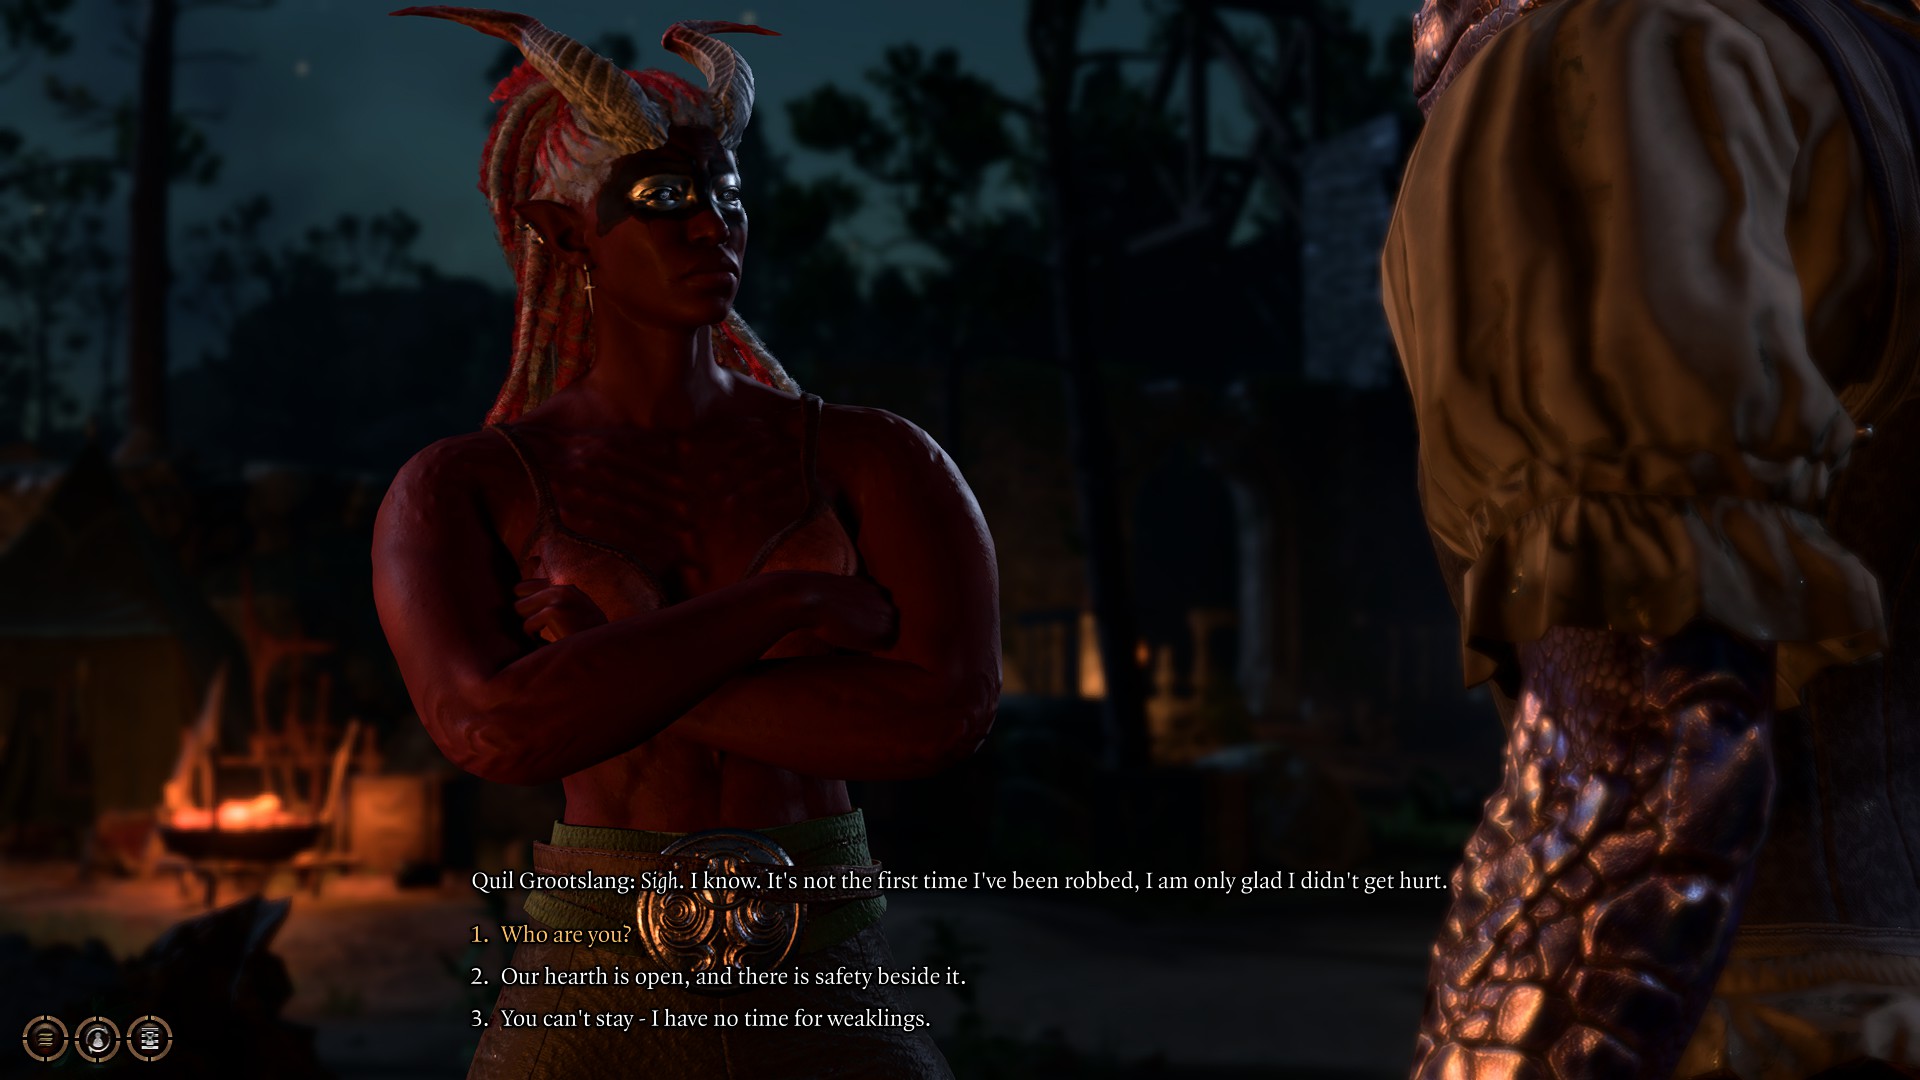 Quil Grootslang: Sigh. I know. It's not the first time I've been robbed, I am only glad I didn't get hurt.
1. Who are you?
2. Our hearth is open, and there is safety beside it.
3. You can't stay - I have no time for weaklings.